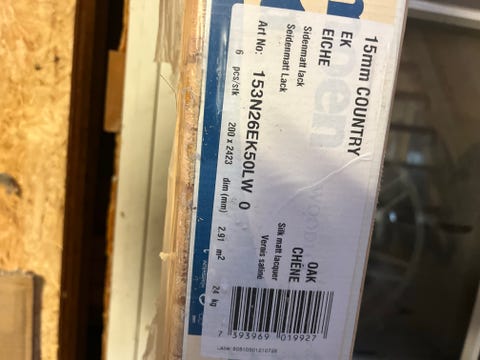 15mm COUNTRY
EK
EICHE
OAK
CHÊNE
Sidenmatt lack
Seidenmatt Lack
Silk matt lacquer
Vernis satiné
Art No: 153N26EK50LW 0
6 pcs/stk
200 x 2423
dim (mm)
2.91 m²
24 kg
7 393969 019927